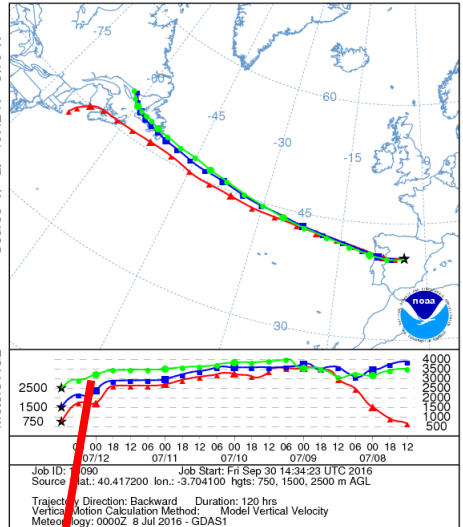 -75
-60
60
-45
-30
-15
0
45
30
noaa
4000
3500
3000
2500 2500
2000
1500 1500
1000
750 500
00 18 12 06 00 18 12 06 00 18 12 06 00 18 12 06 00 18 12
07/12 07/11 07/10 07/09 07/08
Job Start: Fri Sep 30 14:34:23 UTC 2016
Source lat.: 40.417200 lon.: -3.704100 hgts: 750, 1500, 2500 m AGL
Trajectory Direction: Backward Duration: 120 hrs
Vertical Motion Calculation Method: Model Vertical Velocity
Meteorology: 0000Z 8 Jul 2016 - GDAS1